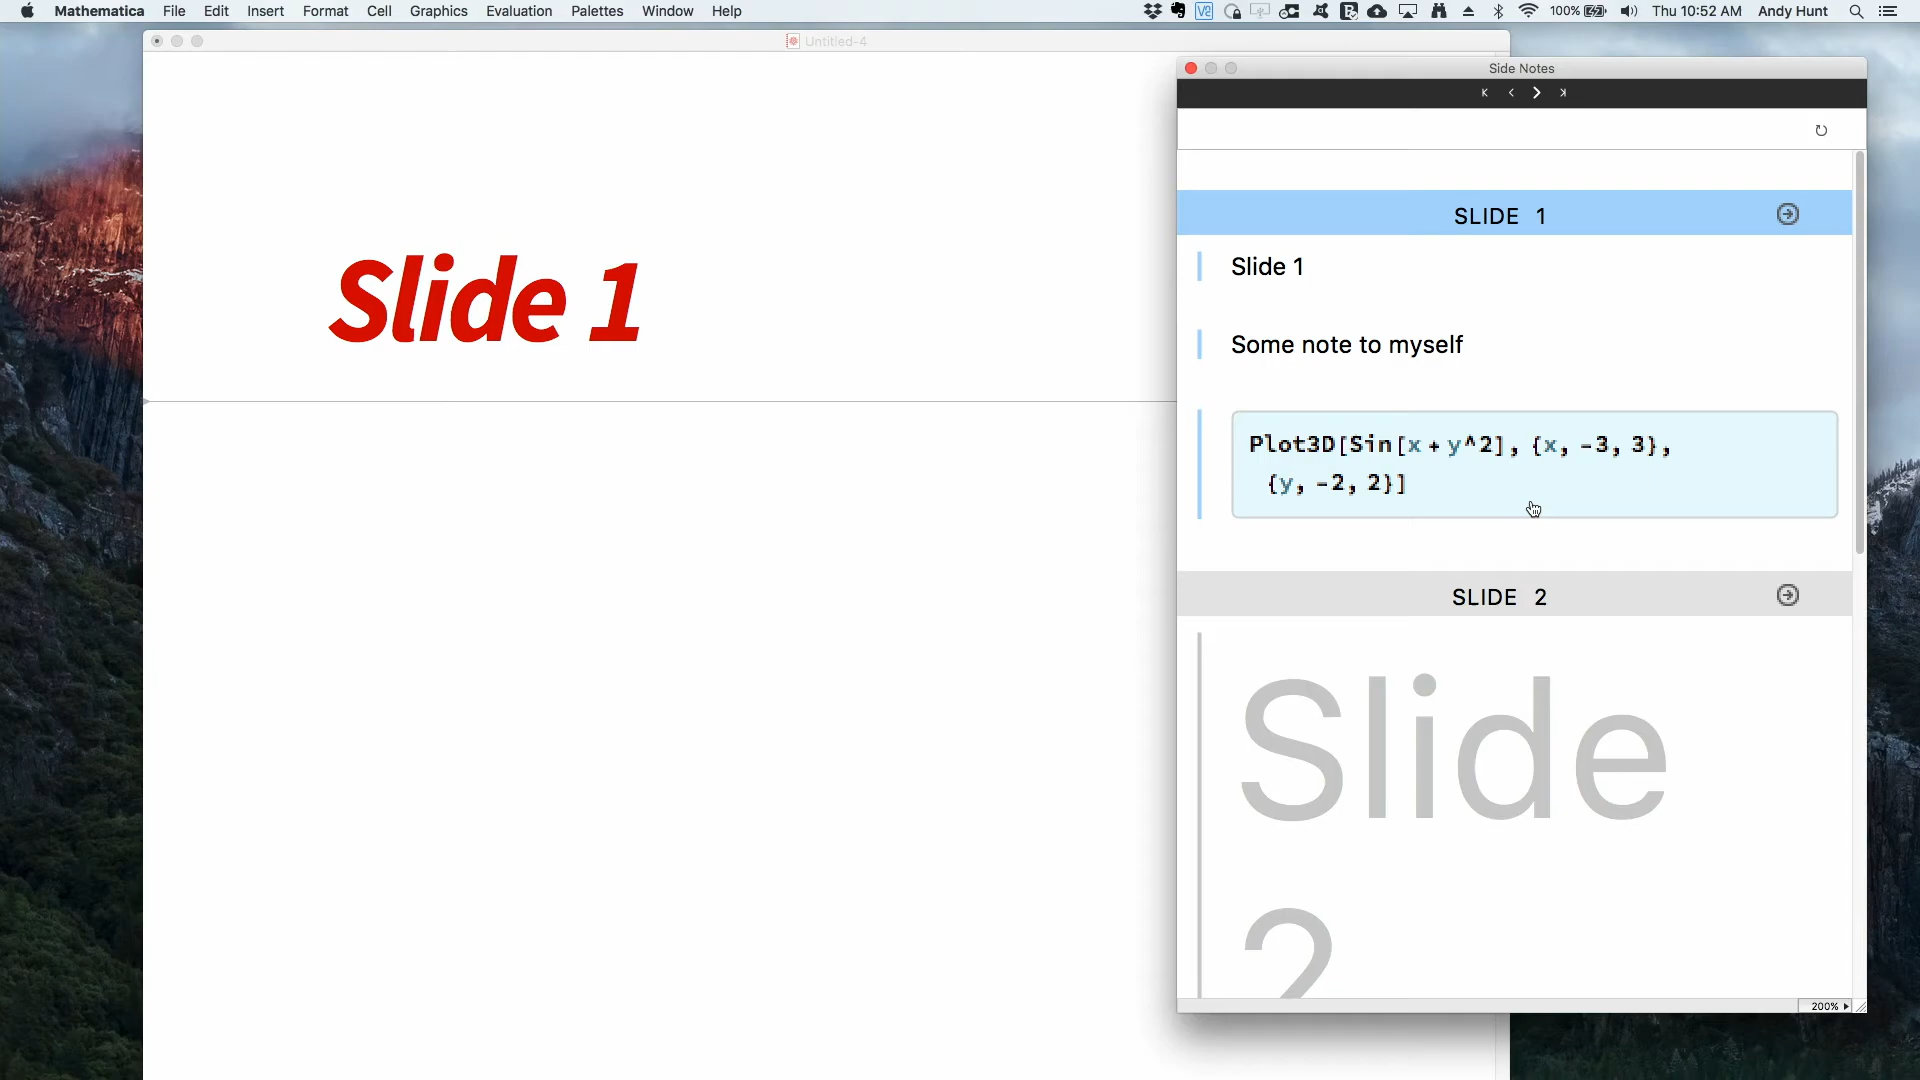 Mathematica File Edit Insert Format Cell Graphics Evaluation Palettes Window Help
100% Thu 10:52 AM Andy Hunt
Untitled-4
Slide 1
Side Notes
SLIDE 1
Slide 1
Some note to myself
Plot3D[Sin[x + y^2], {x, -3, 3},
{y, -2, 2}]
SLIDE 2
Slide
2
200%